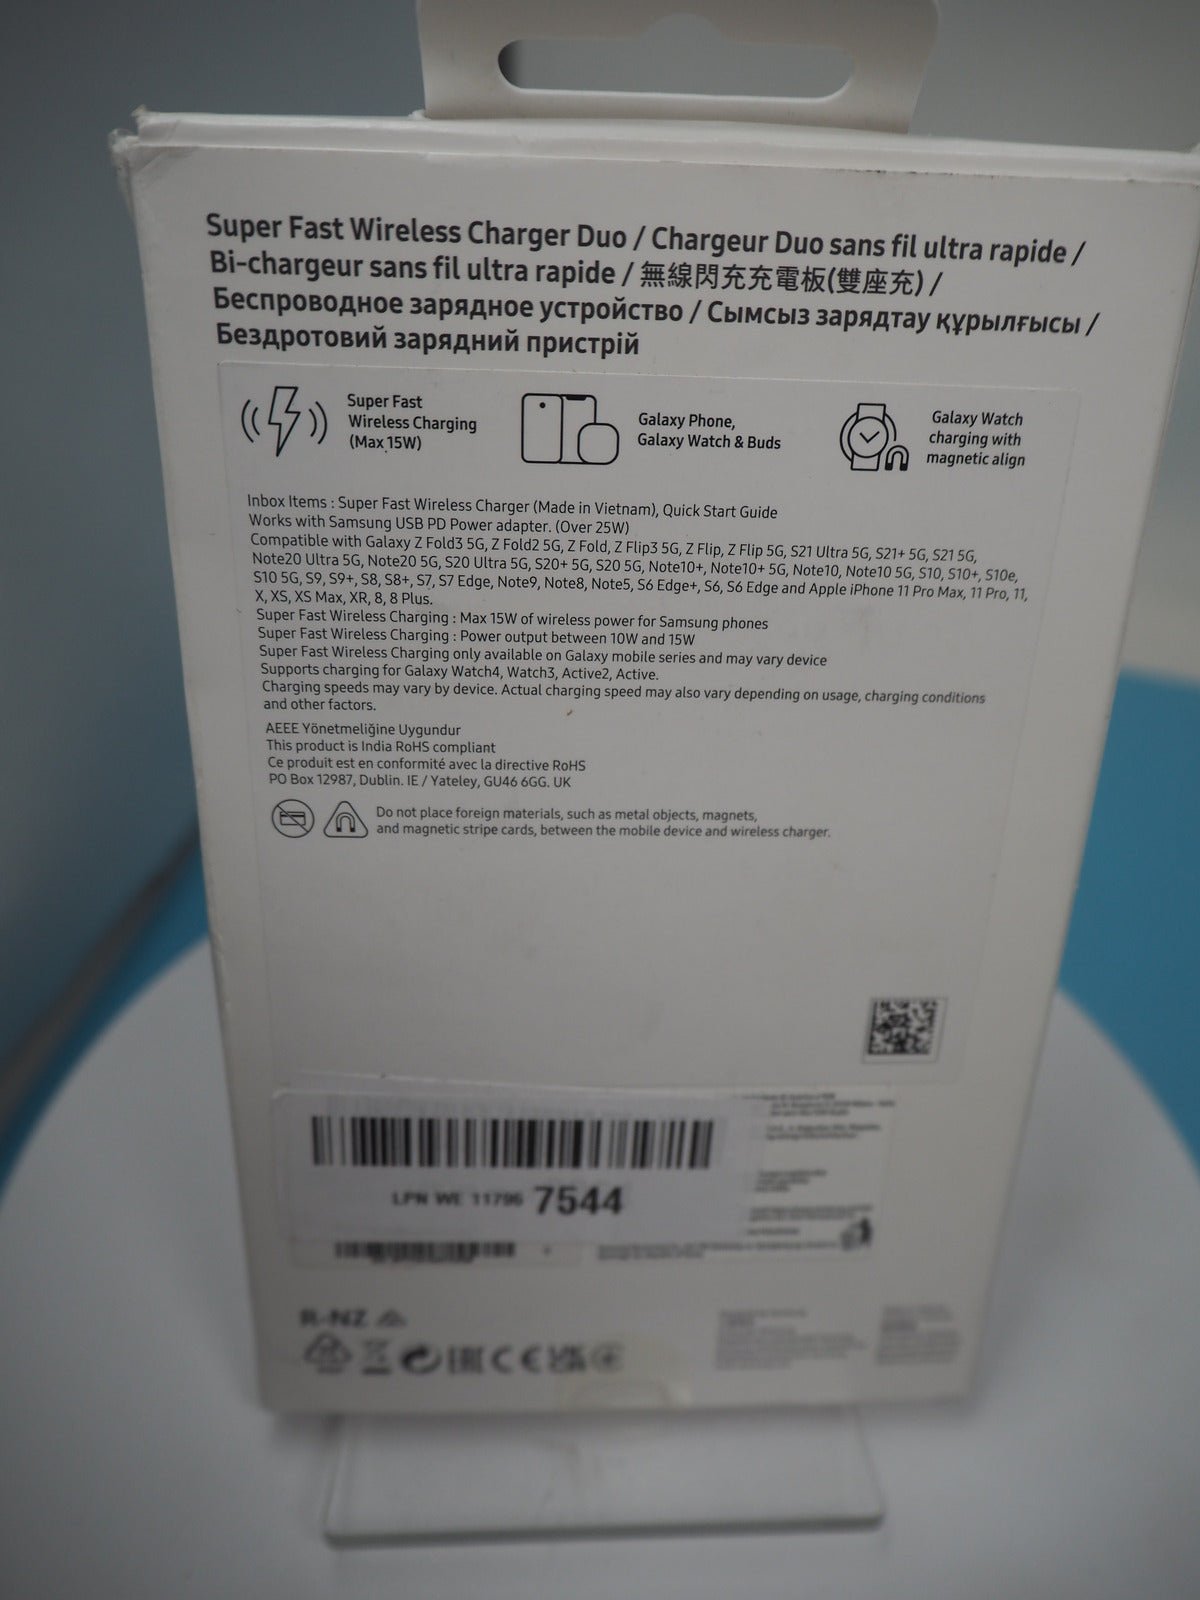 Super Fast Wireless Charger Duo / Chargeur Duo sans fil ultra rapide /
Bi-chargeur sans fil ultra rapide / 無線閃充充電板(雙座充) /
Беспроводное зарядное устройство / Сымсыз зарядтау құрылғысы /
Бездротовий зарядний пристрій
Super Fast
Wireless Charging
(Max 15W)
Galaxy Phone,
Galaxy Watch & Buds
Galaxy Watch
charging with
magnetic align
Inbox Items : Super Fast Wireless Charger (Made in Vietnam), Quick Start Guide
Works with Samsung USB PD Power adapter. (Over 25W)
Compatible with Galaxy Z Fold3 5G, Z Fold2 5G, Z Fold, Z Flip3 5G, Z Flip, Z Flip 5G, S21 Ultra 5G, S21+ 5G, S21 5G,
Note20 Ultra 5G, Note20 5G, S20 Ultra 5G, S20+ 5G, S20 5G, Note10+, Note10+ 5G, Note10, Note10 5G, S10, S10+, S10e,
S10 5G, S9, S9+, S8, S8+, S7, S7 Edge, Note9, Note8, Note5, S6 Edge+, S6, S6 Edge and Apple iPhone 11 Pro Max, 11 Pro, 11,
X, XS, XS Max, XR, 8, 8 Plus.
Super Fast Wireless Charging : Max 15W of wireless power for Samsung phones
Super Fast Wireless Charging : Power output between 10W and 15W
Super Fast Wireless Charging only available on Galaxy mobile series and may vary device
Supports charging for Galaxy Watch4, Watch3, Active2, Active.
Charging speeds may vary by device. Actual charging speed may also vary depending on usage, charging conditions
and other factors.
AEEE Yönetmeliğine Uygundur
This product is India RoHS compliant
Ce produit est en conformité avec la directive RoHS
PO Box 12987, Dublin. IE / Yateley, GU46 6GG. UK
Do not place foreign materials, such as metal objects, magnets,
and magnetic stripe cards, between the mobile device and wireless charger.
LPN WE 11796 7544
R-NZ